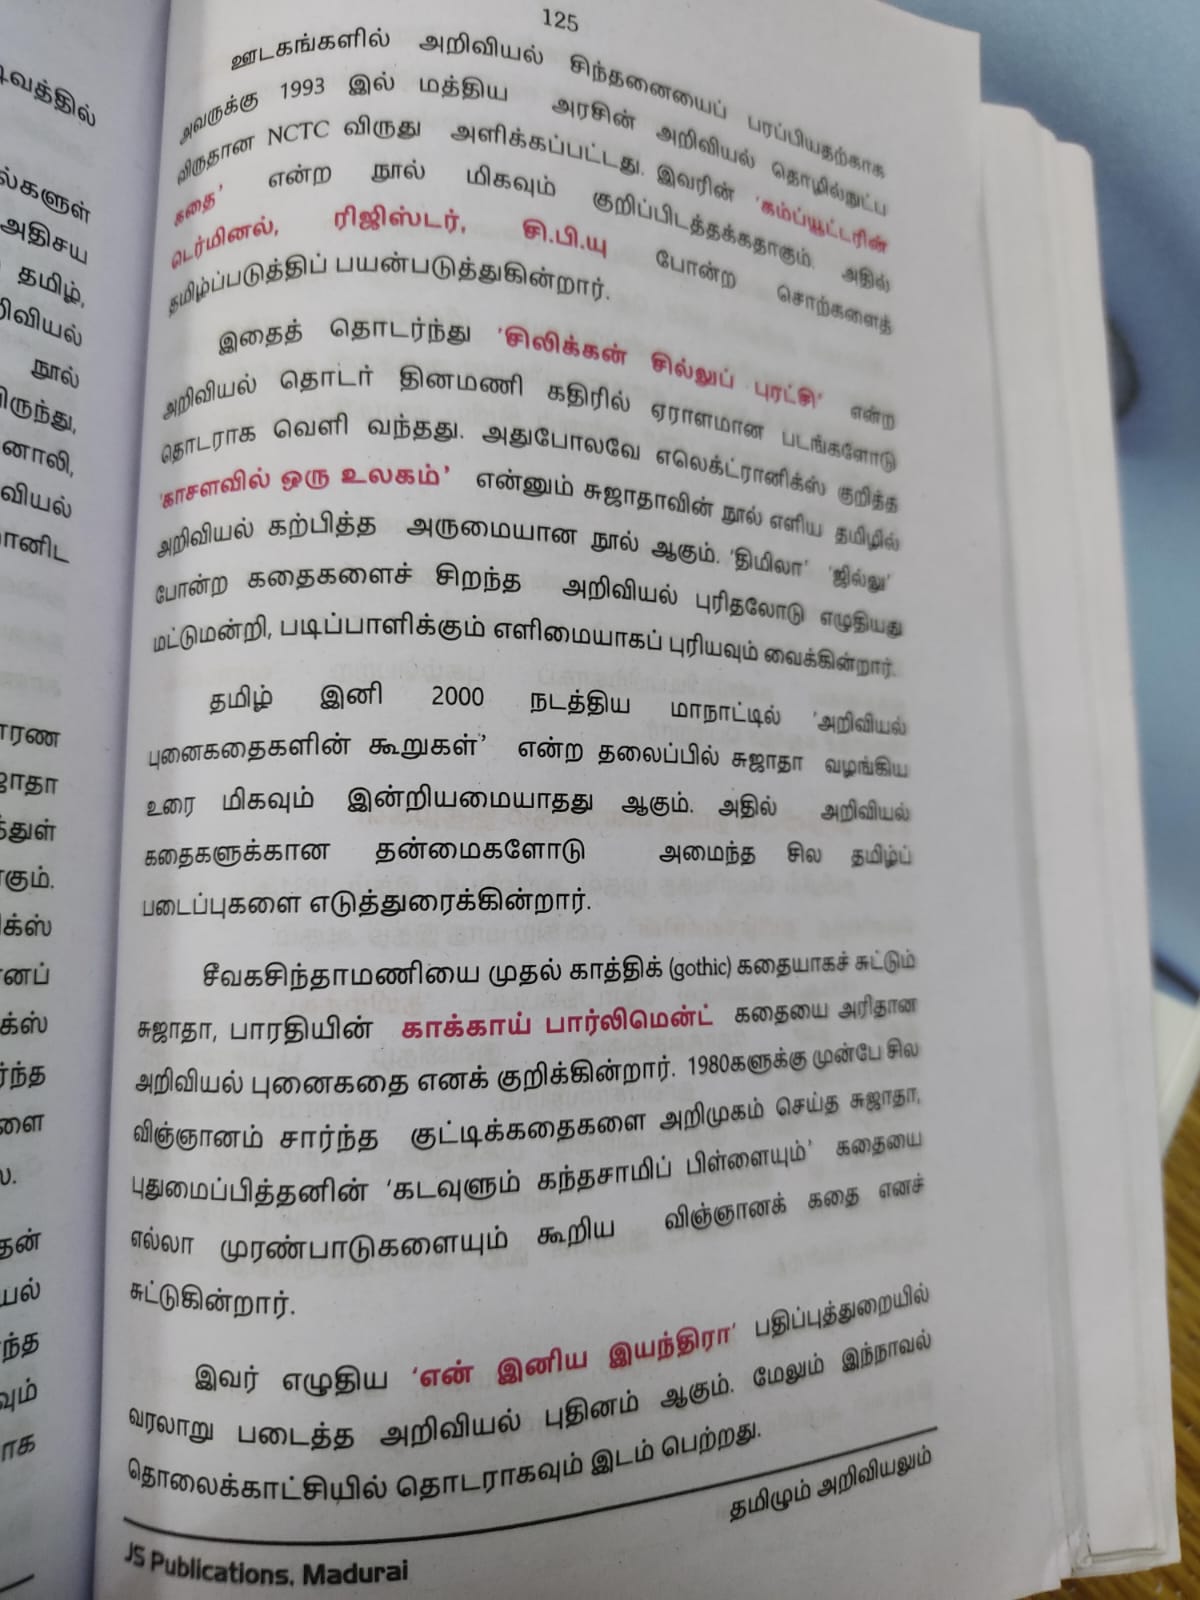 125
ஊடகங்களில் அறிவியல் சிந்தனையைப் பரப்பியதற்காக
அவருக்கு 1993 இல் மத்திய அரசின் அறிவியல் தொழில்நுட்ப
விருதான NCTC விருது அளிக்கப்பட்டது. இவரின் 'கம்ப்யூட்டரின்
கதை' என்ற நூல் மிகவும் குறிப்பிடத்தக்கதாகும். அதில்
டெர்மினல், ரிஜிஸ்டர், சி.பி.யு போன்ற சொற்களைத்
தமிழ்ப்படுத்திப் பயன்படுத்துகின்றார்.
இதைத் தொடர்ந்து 'சிலிக்கன் சில்லுப் புரட்சி' என்ற
அறிவியல் தொடர் தினமணி கதிரில் ஏராளமான படங்களோடு
தொடராக வெளி வந்தது. அதுபோலவே எலெக்ட்ரானிக்ஸ் குறித்த
'காசளவில் ஒரு உலகம்' என்னும் சுஜாதாவின் நூல் எளிய தமிழில்
அறிவியல் கற்பித்த அருமையான நூல் ஆகும். 'திமிலா' 'ஜில்லு'
போன்ற கதைகளைச் சிறந்த அறிவியல் புரிதலோடு எழுதியது
மட்டுமன்றி, படிப்பாளிக்கும் எளிமையாகப் புரியவும் வைக்கின்றார்.
தமிழ் இனி 2000 நடத்திய மாநாட்டில் 'அறிவியல்
புனைகதைகளின் கூறுகள்' என்ற தலைப்பில் சுஜாதா வழங்கிய
உரை மிகவும் இன்றியமையாதது ஆகும். அதில் அறிவியல்
கதைகளுக்கான தன்மைகளோடு அமைந்த சில தமிழ்ப்
படைப்புகளை எடுத்துரைக்கின்றார்.
சீவகசிந்தாமணியை முதல் காத்திக் (gothic) கதையாகச் சுட்டும்
சுஜாதா, பாரதியின் காக்காய் பார்லிமென்ட் கதையை அரிதான
அறிவியல் புனைகதை எனக் குறிக்கின்றார். 1980களுக்கு முன்பே சில
விஞ்ஞானம் சார்ந்த குட்டிக்கதைகளை அறிமுகம் செய்த சுஜாதா,
புதுமைப்பித்தனின் 'கடவுளும் கந்தசாமிப் பிள்ளையும்' கதையை
எல்லா முரண்பாடுகளையும் கூறிய விஞ்ஞானக் கதை எனச்
சுட்டுகின்றார்.
இவர் எழுதிய 'என் இனிய இயந்திரா' பதிப்புத்துறையில்
வரலாறு படைத்த அறிவியல் புதினம் ஆகும். மேலும் இந்நாவல்
தொலைக்காட்சியில் தொடராகவும் இடம் பெற்றது.
தமிழும் அறிவியலும்
JS Publications, Madurai